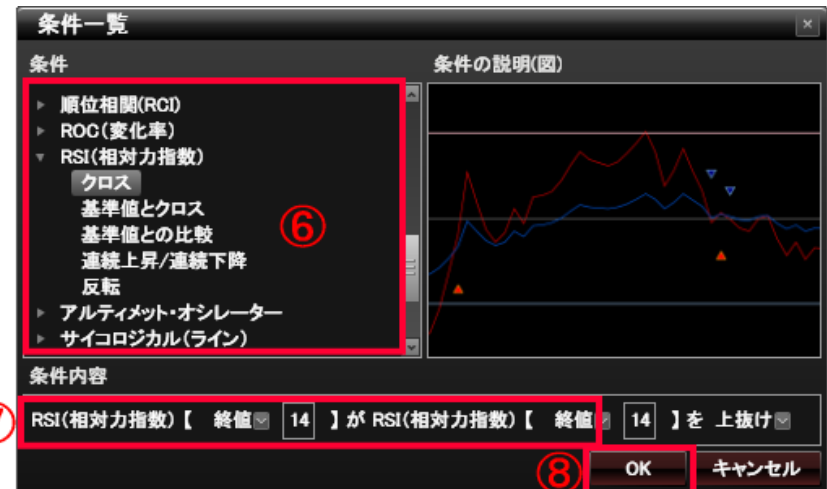 条件一覧
条件
条件の説明(図)
順位相関(RCI)
ROC(変化率)
RSI(相対力指数)
クロス
基準値とクロス
基準値との比較
連続上昇/連続下降
反転
アルティメット・オシレーター
サイコロジカル(ライン)
⑥
条件内容
⑦
RSI(相対力指数)【 終値 14 】が RSI(相対力指数)【 終値 14 】を 上抜け
⑧
OK キャンセル